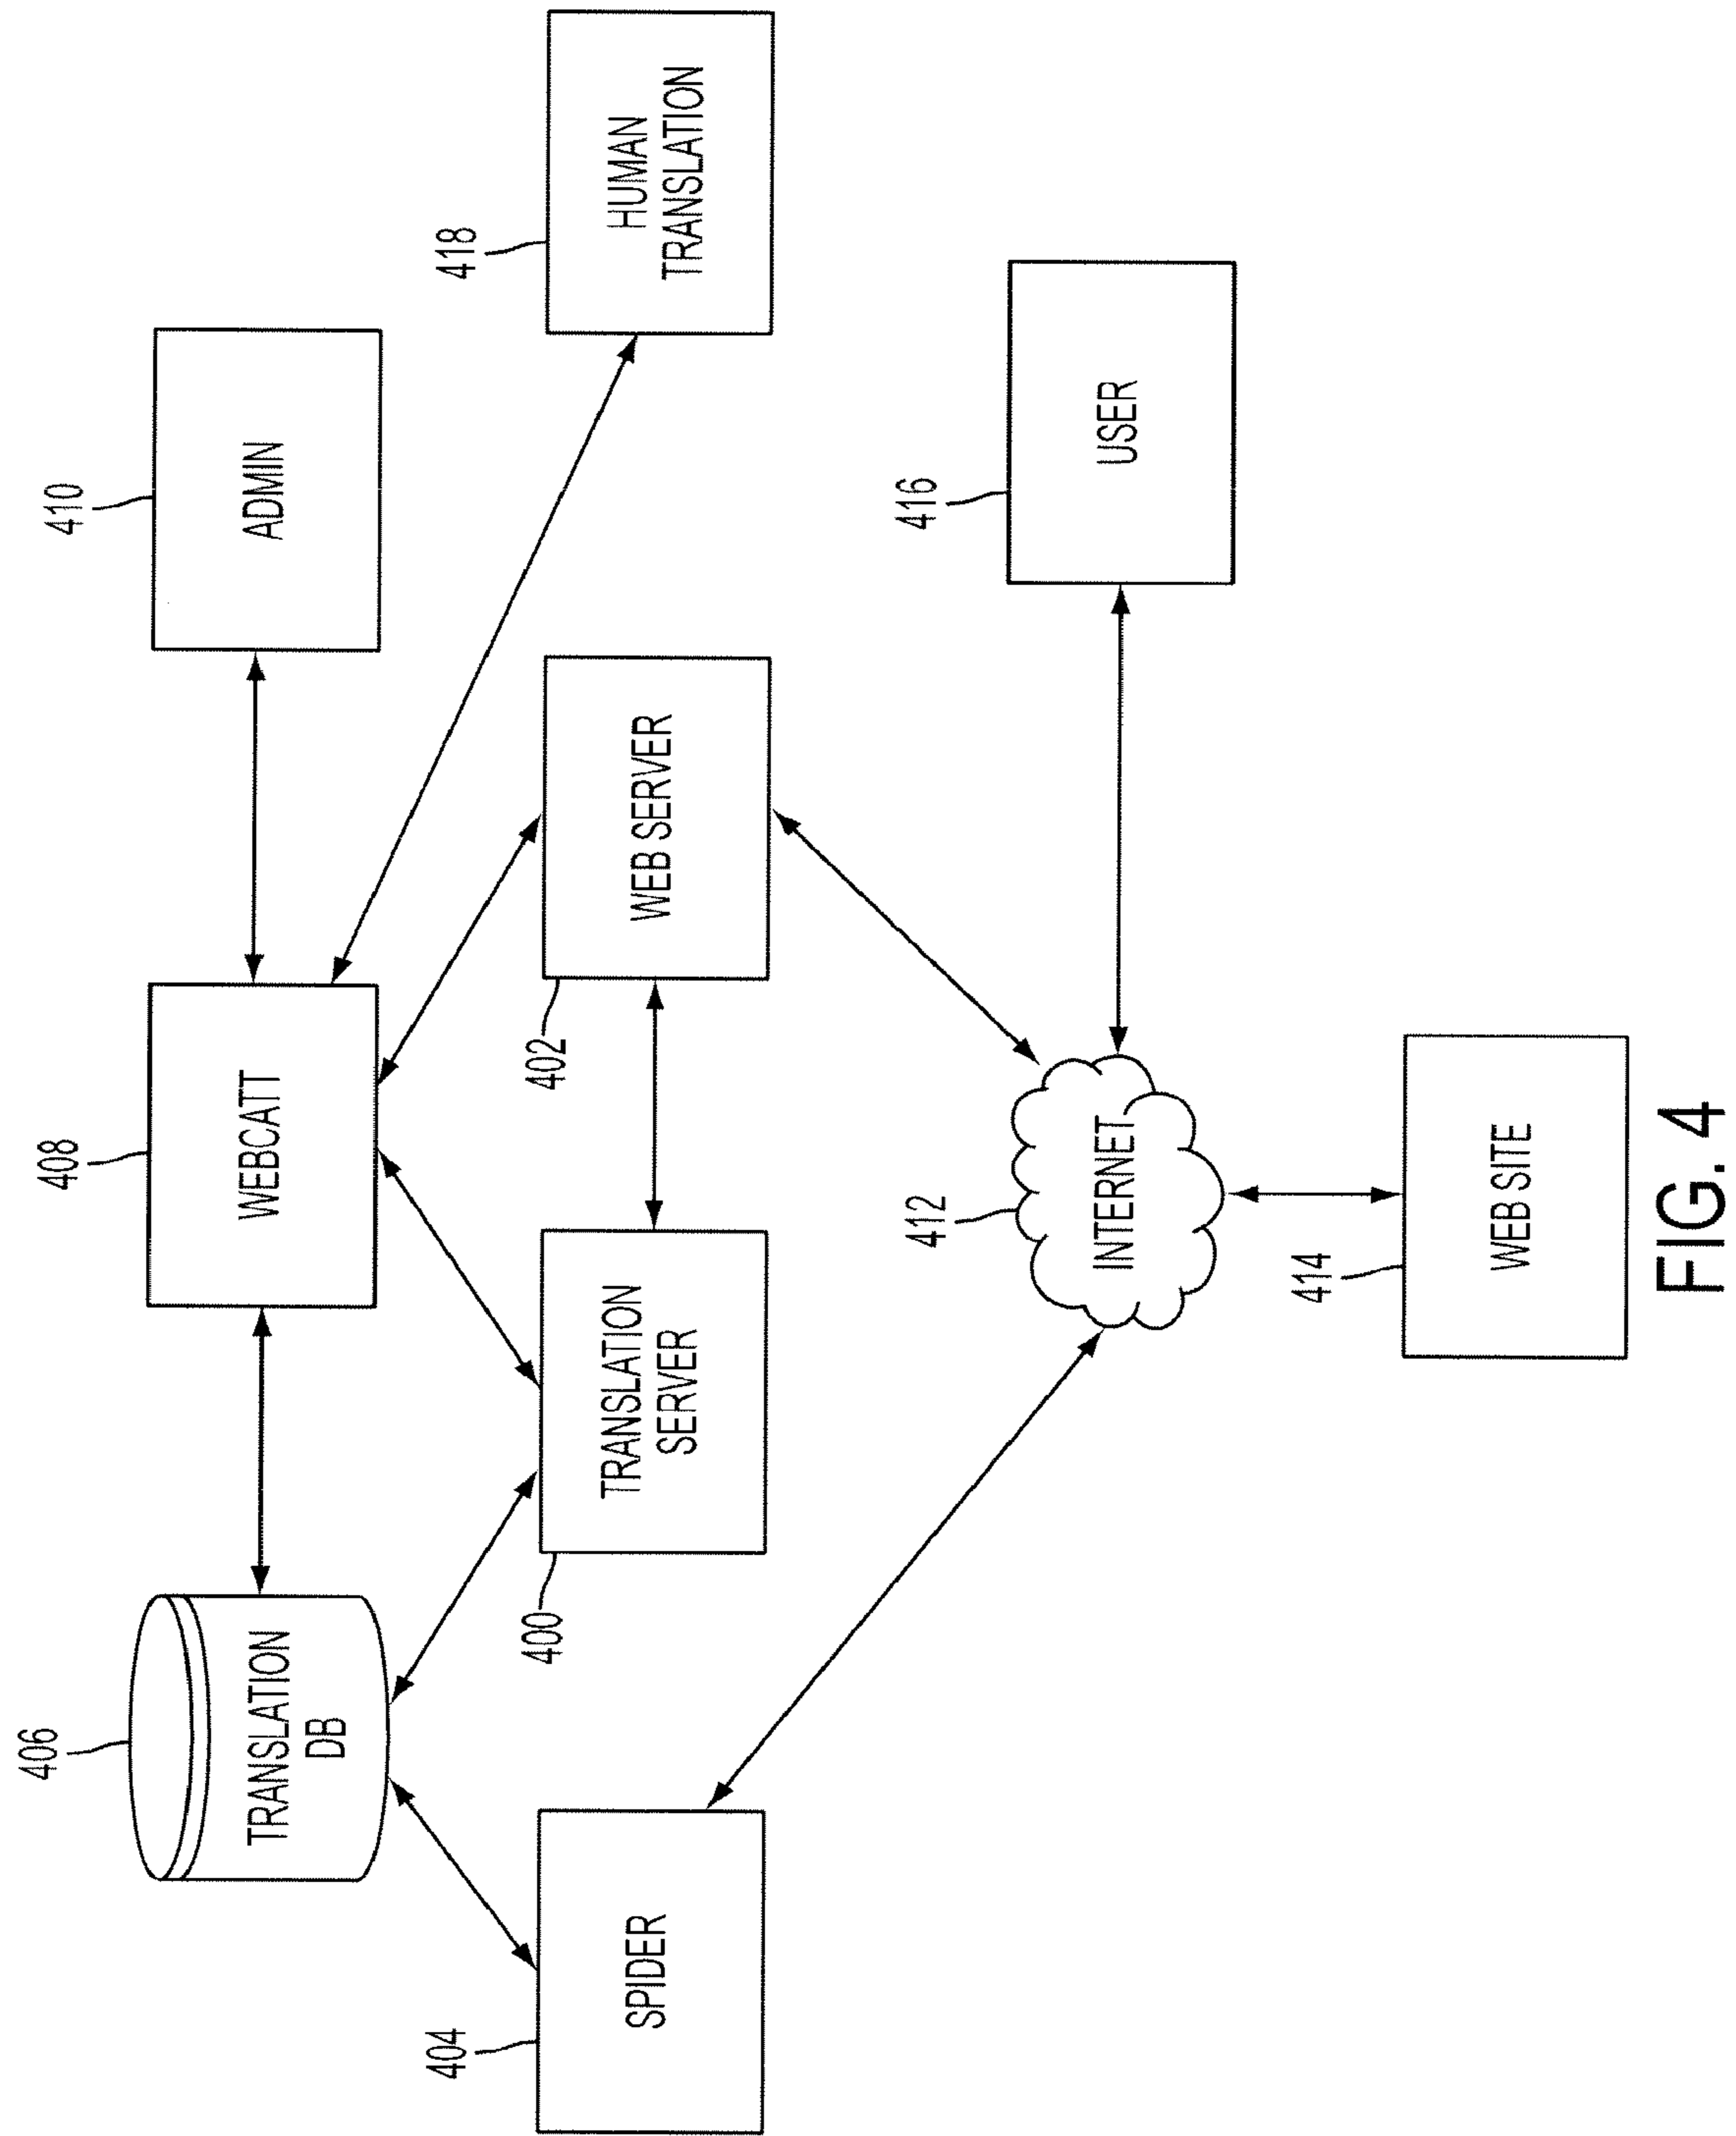 406
TRANSLATION
DB
408
WEBCATT
410
ADMIN
404
SPIDER
400
TRANSLATION
SERVER
402
WEB SERVER
418
HUMAN
TRANSLATION
412
INTERNET
416
USER
414
WEB SITE
FIG. 4